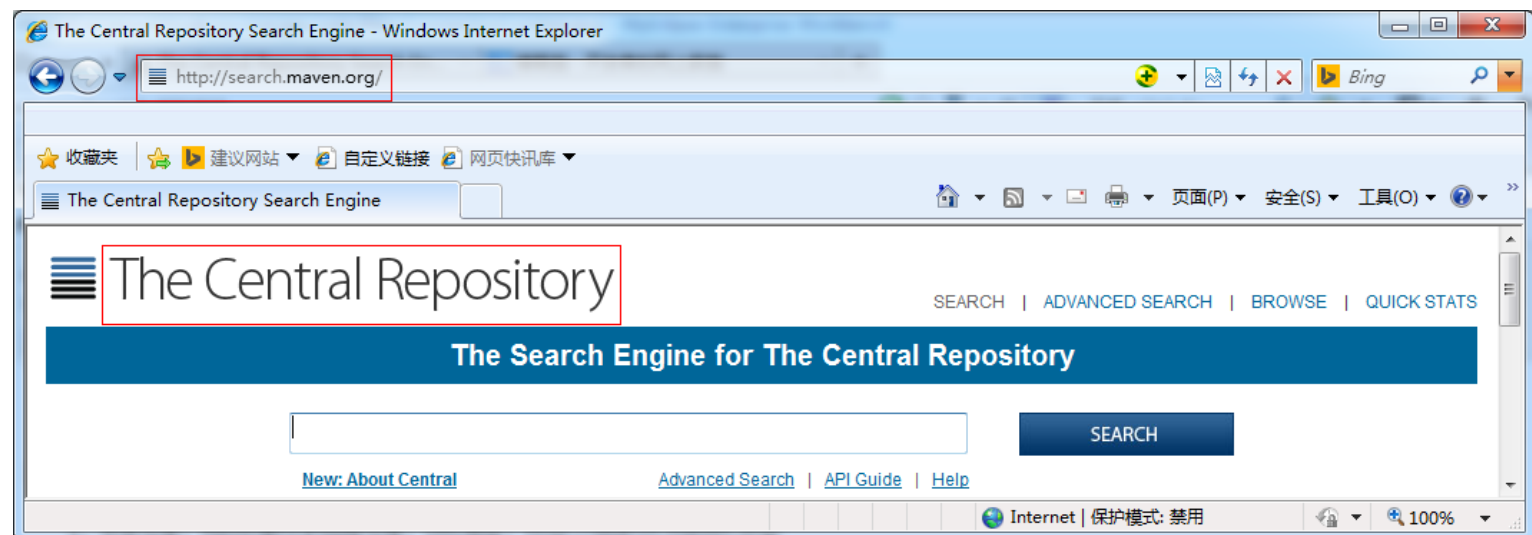 The Central Repository Search Engine - Windows Internet Explorer
http://search.maven.org/ Bing
收藏夹 建议网站 自定义链接 网页快讯库
The Central Repository Search Engine 页面(P) 安全(S) 工具(O) »
The Central Repository
SEARCH | ADVANCED SEARCH | BROWSE | QUICK STATS
The Search Engine for The Central Repository
SEARCH
New: About Central Advanced Search | API Guide | Help
Internet | 保护模式: 禁用 100%